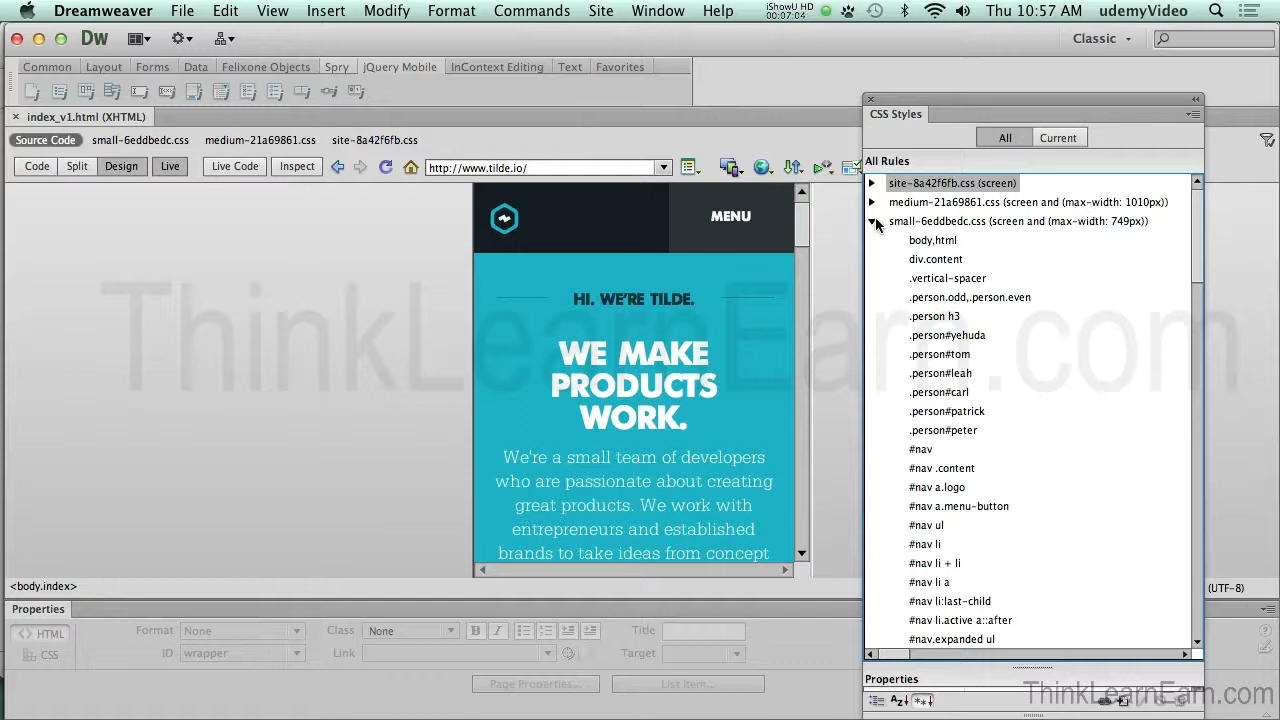 Dreamweaver File Edit View Insert Modify Format Commands Site Window Help iShowU HD 00:07:04 Thu 10:57 AM udemyVideo
Dw Classic
Common Layout Forms Data Felixone Objects Spry jQuery Mobile InContext Editing Text Favorites
index_v1.html (XHTML)
Source Code small-6eddbedc.css medium-21a69861.css site-8a42f6fb.css
Code Split Design Live Live Code Inspect http://www.tilde.io/
MENU
HI. WE'RE TILDE.
WE MAKE
PRODUCTS
WORK.
We're a small team of developers
who are passionate about creating
great products. We work with
entrepreneurs and established
brands to take ideas from concept
CSS Styles
All Current
All Rules
site-8a42f6fb.css (screen)
medium-21a69861.css (screen and (max-width: 1010px))
small-6eddbedc.css (screen and (max-width: 749px))
body,html
div.content
.vertical-spacer
.person.odd,.person.even
.person h3
.person#yehuda
.person#tom
.person#leah
.person#carl
.person#patrick
.person#peter
#nav
#nav .content
#nav a.logo
#nav a.menu-button
#nav ul
#nav li
#nav li + li
#nav li a
#nav li:last-child
#nav li.active a::after
#nav.expanded ul
Properties
<body.index> (UTF-8)
Properties
HTML Format None Class None B I Title
CSS ID wrapper Link Target
Page Properties... List Item...
ThinkLearnEarn.com
ThinkLearnEarn.com